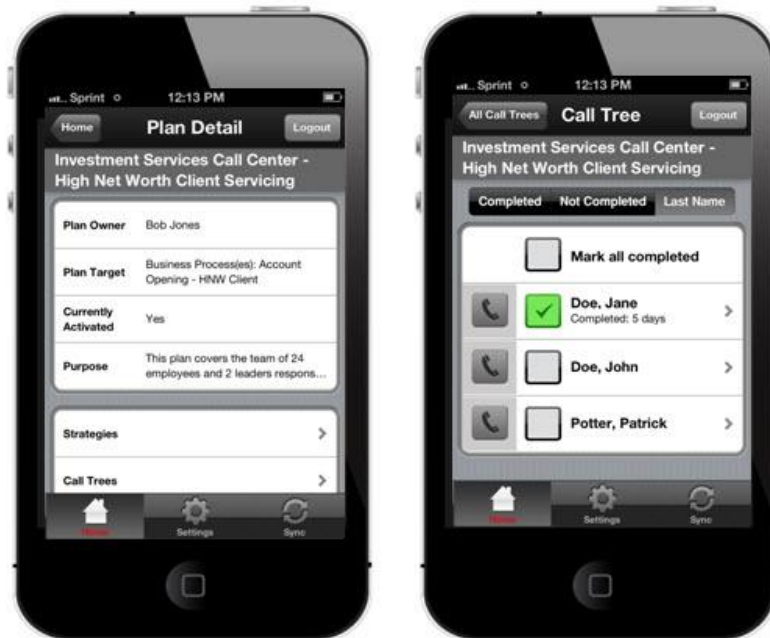 Sprint
12:13 PM
Home
Plan Detail
Logout
Investment Services Call Center -
High Net Worth Client Servicing
Plan Owner
Bob Jones
Plan Target
Business Process(es): Account
Opening - HNW Client
Currently
Activated
Yes
Purpose
This plan covers the team of 24
employees and 2 leaders respons...
Strategies
Call Trees
Home
Settings
Sync
Sprint
12:13 PM
All Call Trees
Call Tree
Logout
Investment Services Call Center -
High Net Worth Client Servicing
Completed
Not Completed
Last Name
Mark all completed
Doe, Jane
Completed: 5 days
Doe, John
Potter, Patrick
Home
Settings
Sync